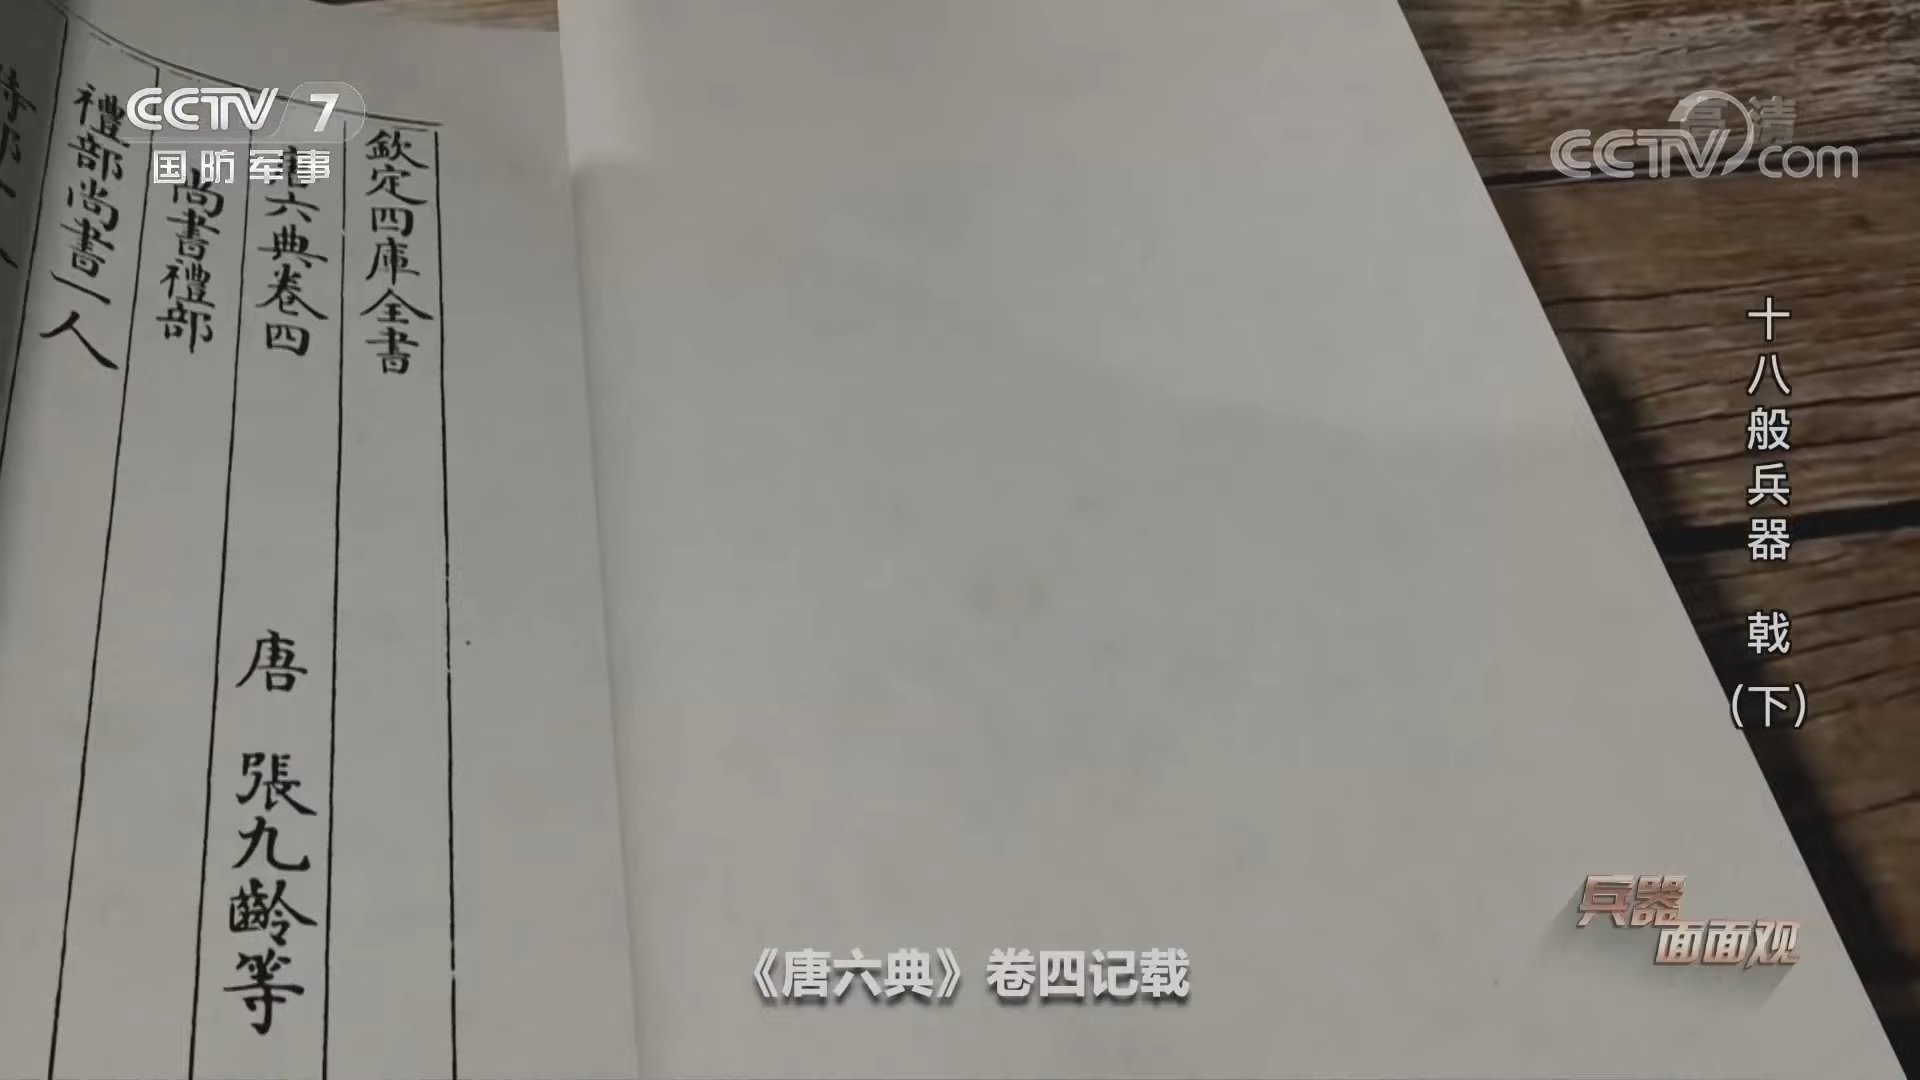 CCTV 7
国防军事
高清
CCTV com
欽定四庫全書
唐六典卷四
唐 張九齡等
尚書禮部
禮部尚書一人
十八般兵器 戟(下)
兵器
面面观
《唐六典》卷四记载